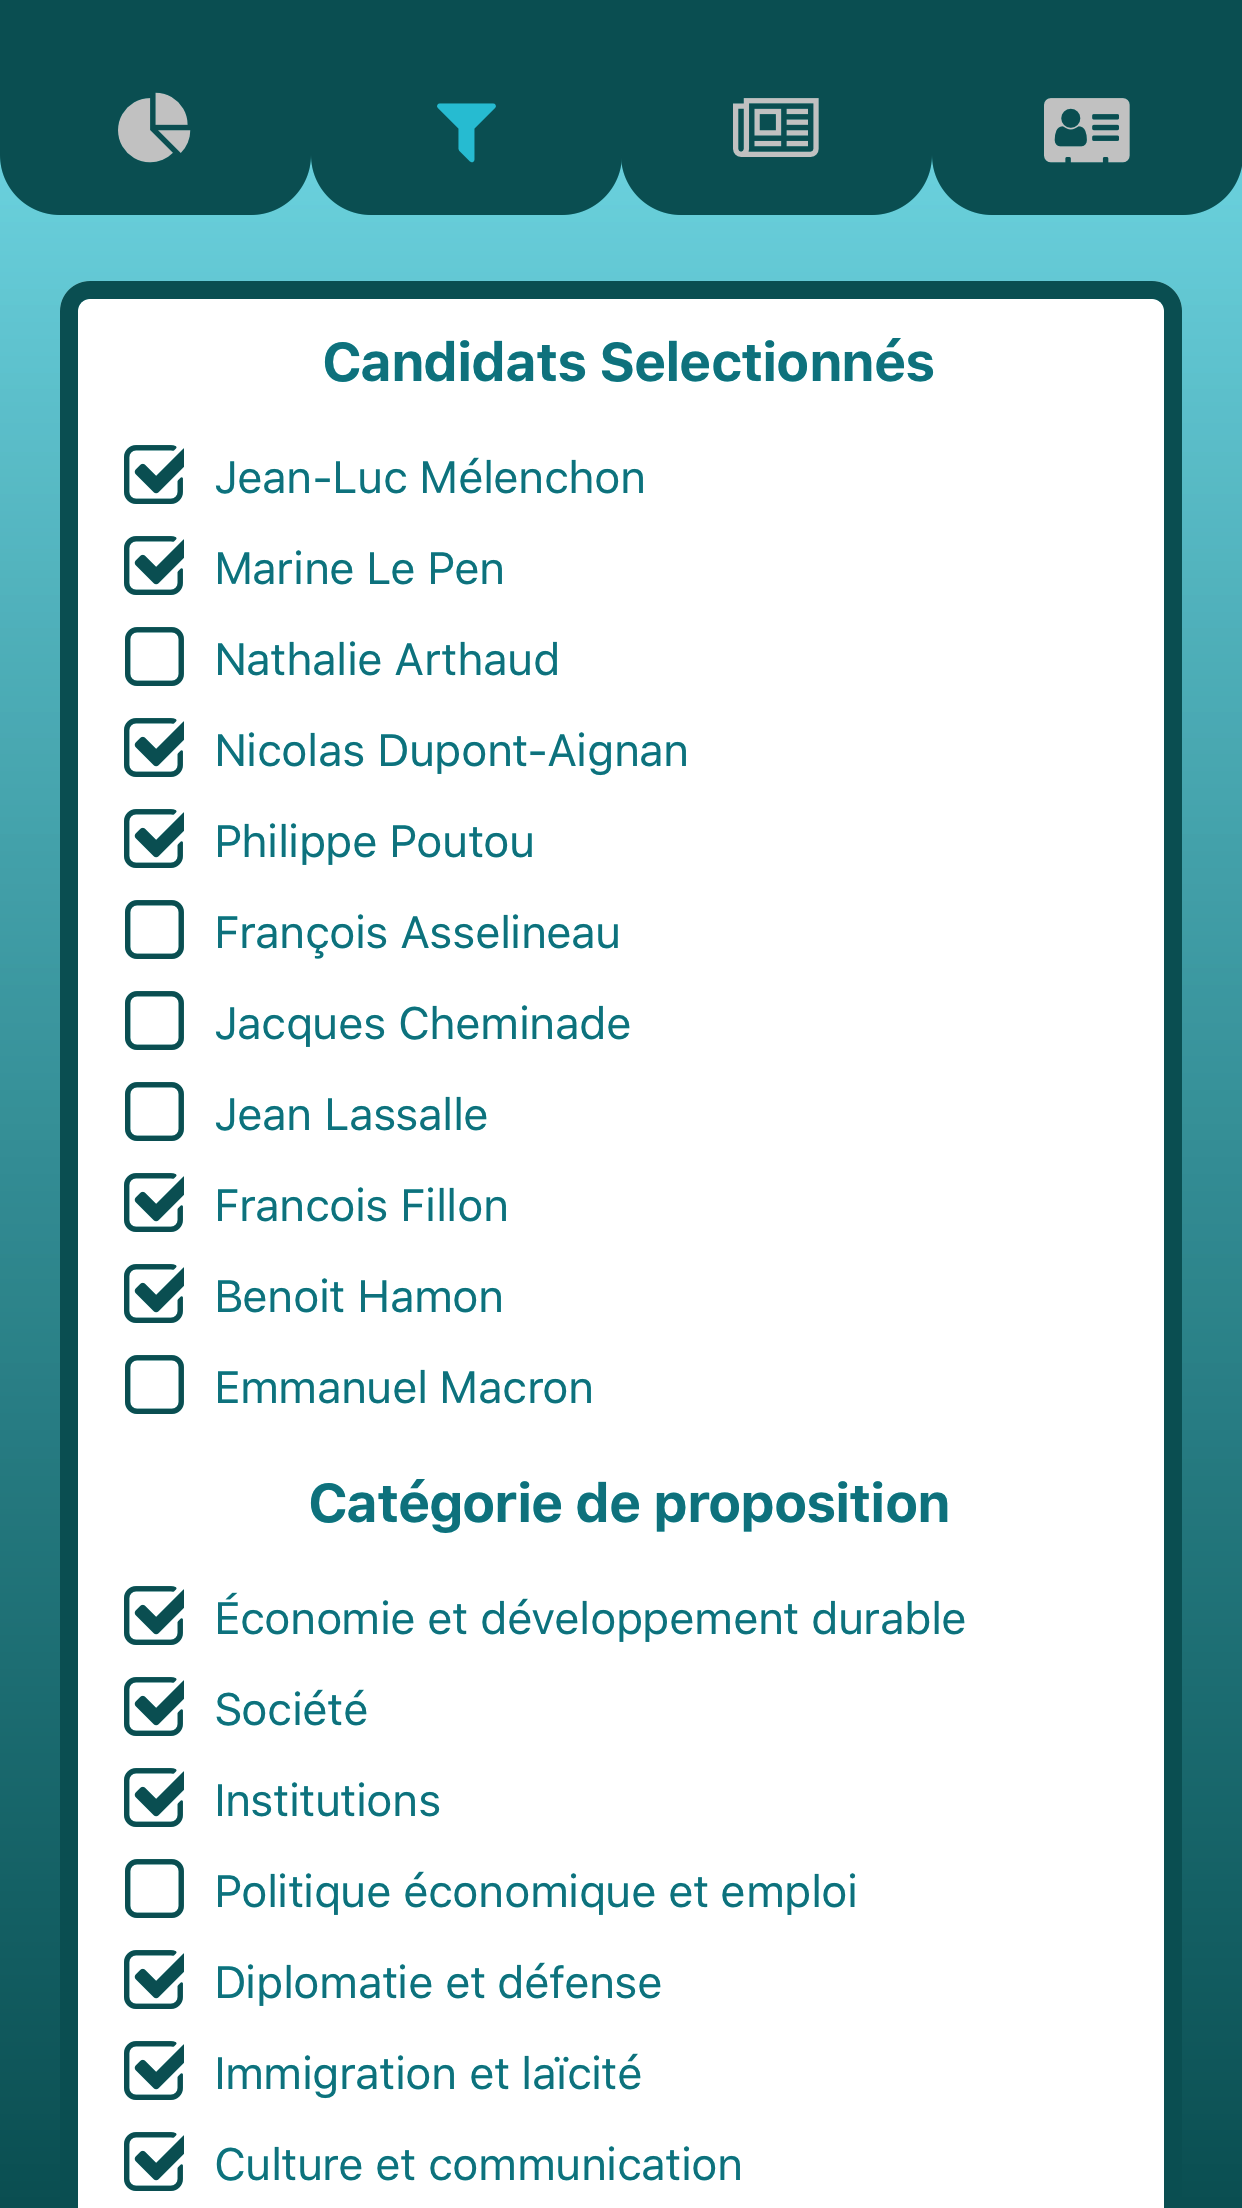 Candidats Selectionnés
Jean-Luc Mélenchon
Marine Le Pen
Nathalie Arthaud
Nicolas Dupont-Aignan
Philippe Poutou
François Asselineau
Jacques Cheminade
Jean Lassalle
Francois Fillon
Benoit Hamon
Emmanuel Macron
Catégorie de proposition
Économie et développement durable
Société
Institutions
Politique économique et emploi
Diplomatie et défense
Immigration et laïcité
Culture et communication